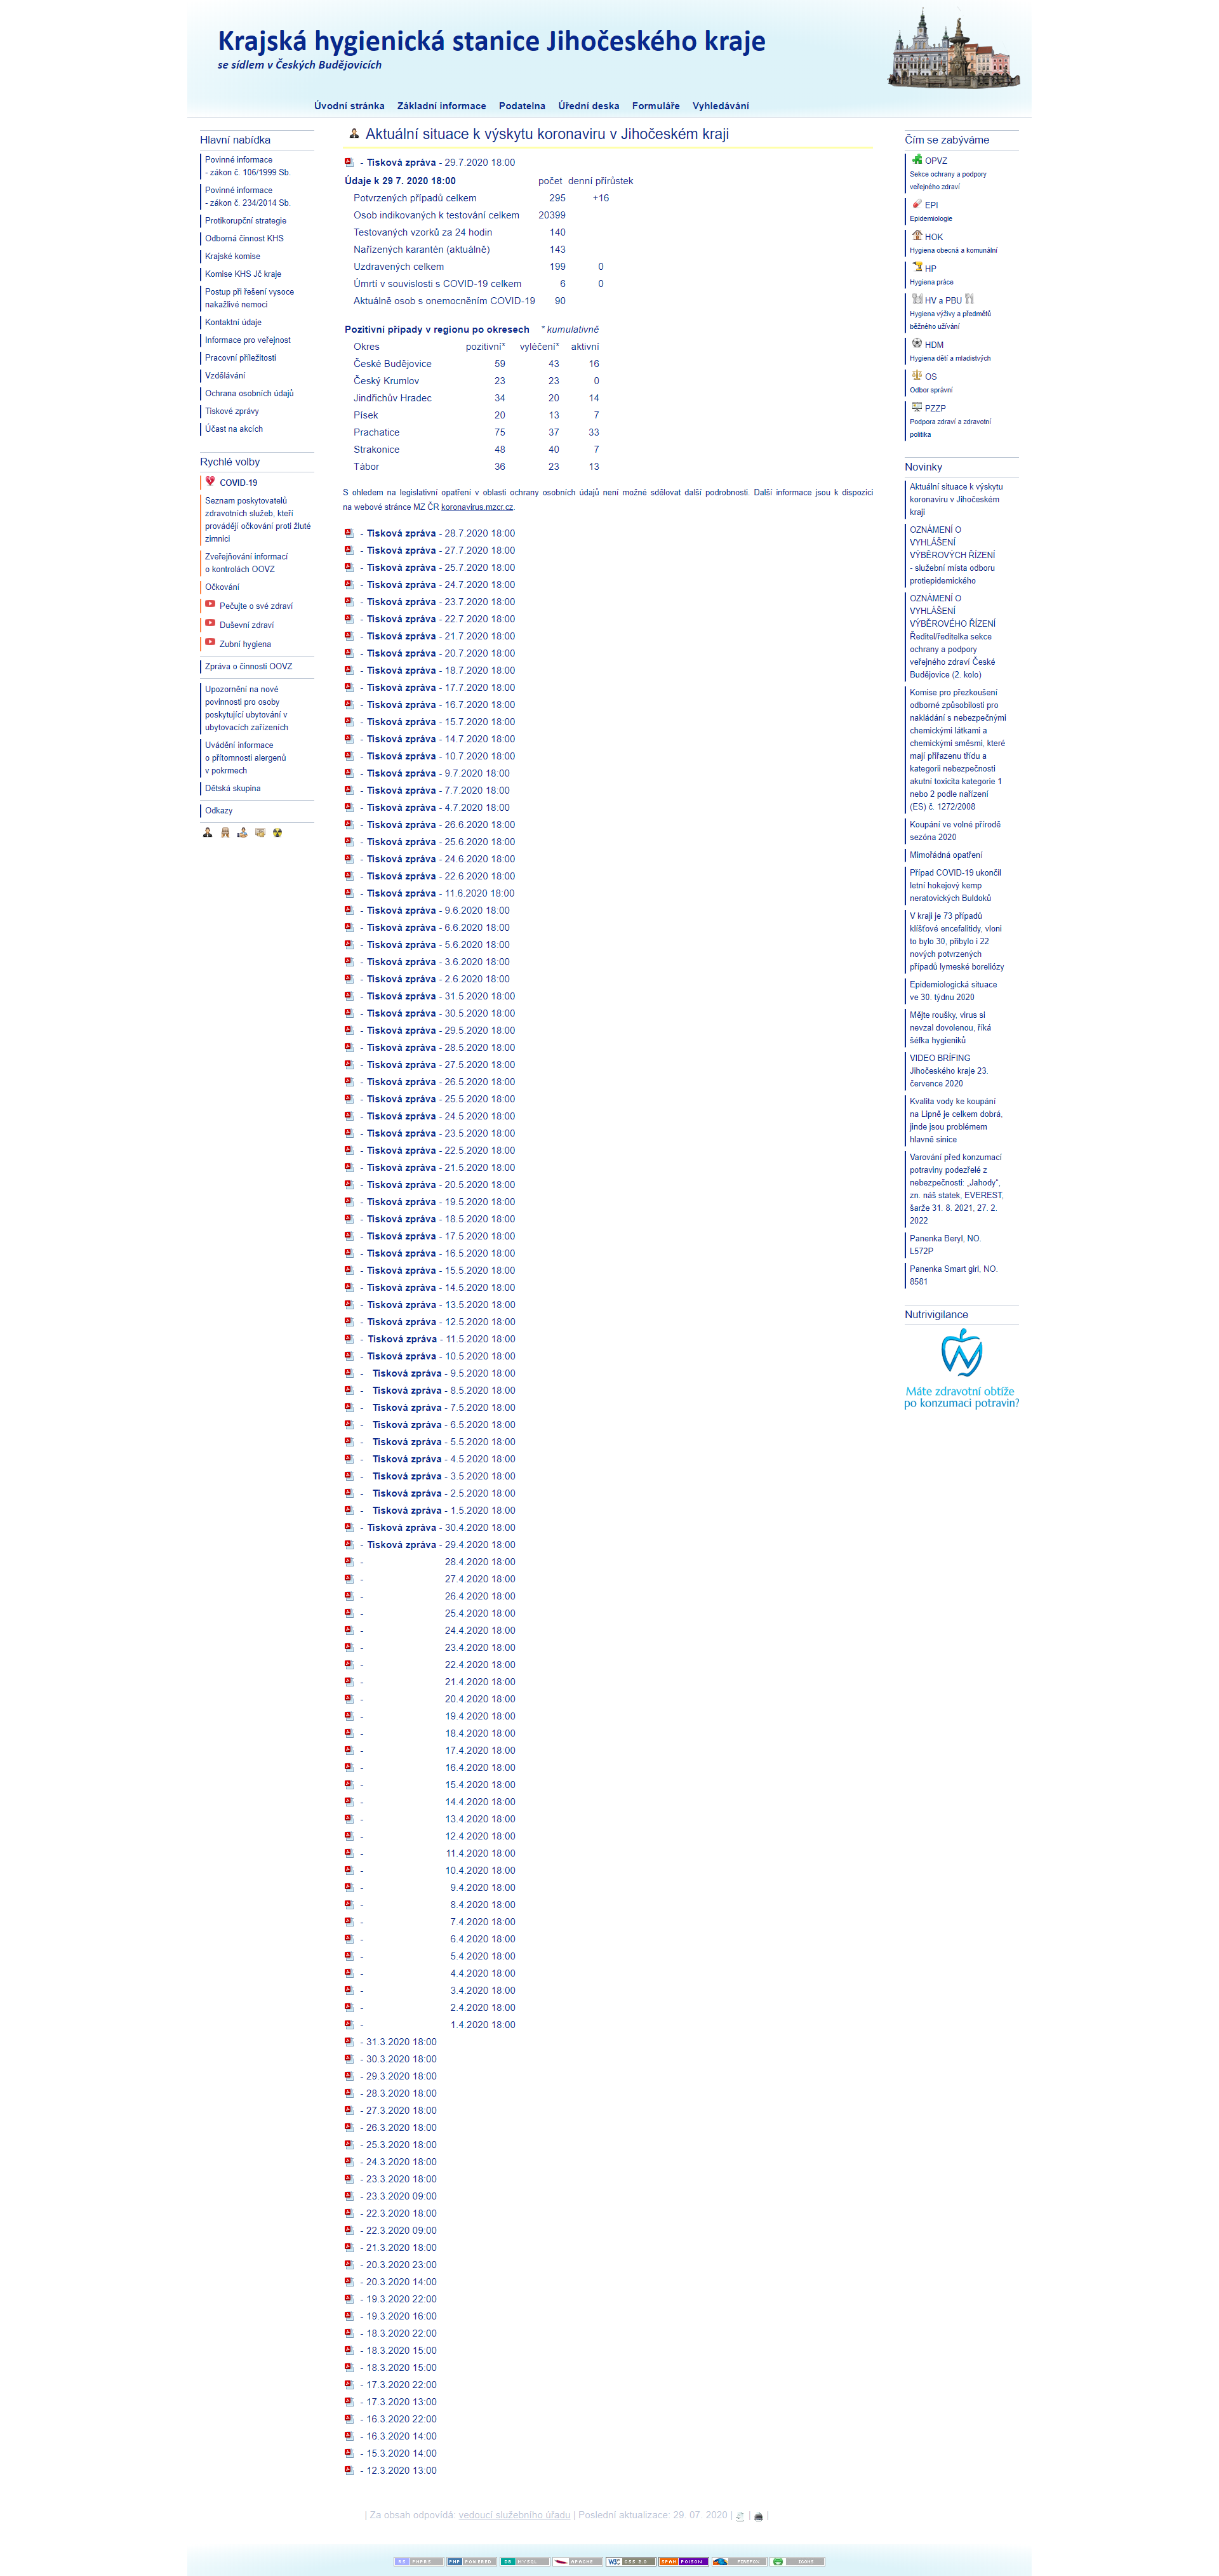 Krajská hygienická stanice Jihočeského kraje
se sídlem v Českých Budějovicích
Úvodní stránka Základní informace Podatelna Úřední deska Formuláře Vyhledávání
Hlavní nabídka
Povinné informace
- zákon č. 106/1999 Sb.
Povinné informace
- zákon č. 234/2014 Sb.
Protikorupční strategie
Odborná činnost KHS
Krajské komise
Komise KHS Jč kraje
Postup při řešení vysoce
nakažlivé nemoci
Kontaktní údaje
Informace pro veřejnost
Pracovní příležitosti
Vzdělávání
Ochrana osobních údajů
Tiskové zprávy
Účast na akcích
Rychlé volby
COVID-19
Seznam poskytovatelů
zdravotních služeb, kteří
provádějí očkování proti žluté
zimnici
Zveřejňování informací
o kontrolách OOVZ
Očkování
Pečujte o své zdraví
Duševní zdraví
Zubní hygiena
Zpráva o činnosti OOVZ
Upozornění na nové
povinnosti pro osoby
poskytující ubytování v
ubytovacích zařízeních
Uvádění informace
o přítomnosti alergenů
v pokrmech
Dětská skupina
Odkazy
Aktuální situace k výskytu koronaviru v Jihočeském kraji
- Tisková zpráva - 29.7.2020 18:00
Údaje k 29 7. 2020 18:00 počet denní přírůstek
Potvrzených případů celkem 295 +16
Osob indikovaných k testování celkem 20399
Testovaných vzorků za 24 hodin 140
Nařízených karantén (aktuálně) 143
Uzdravených celkem 199 0
Úmrtí v souvislosti s COVID-19 celkem 6 0
Aktuálně osob s onemocněním COVID-19 90
Pozitivní případy v regionu po okresech * kumulativně
Okres pozitivní* vyléčení* aktivní
České Budějovice 59 43 16
Český Krumlov 23 23 0
Jindřichův Hradec 34 20 14
Písek 20 13 7
Prachatice 75 37 33
Strakonice 48 40 7
Tábor 36 23 13
S ohledem na legislativní opatření v oblasti ochrany osobních údajů není možné sdělovat další podrobnosti. Další informace jsou k dispozici
na webové stránce MZ ČR koronavirus.mzcr.cz.
- Tisková zpráva - 28.7.2020 18:00
- Tisková zpráva - 27.7.2020 18:00
- Tisková zpráva - 25.7.2020 18:00
- Tisková zpráva - 24.7.2020 18:00
- Tisková zpráva - 23.7.2020 18:00
- Tisková zpráva - 22.7.2020 18:00
- Tisková zpráva - 21.7.2020 18:00
- Tisková zpráva - 20.7.2020 18:00
- Tisková zpráva - 18.7.2020 18:00
- Tisková zpráva - 17.7.2020 18:00
- Tisková zpráva - 16.7.2020 18:00
- Tisková zpráva - 15.7.2020 18:00
- Tisková zpráva - 14.7.2020 18:00
- Tisková zpráva - 10.7.2020 18:00
- Tisková zpráva - 9.7.2020 18:00
- Tisková zpráva - 7.7.2020 18:00
- Tisková zpráva - 4.7.2020 18:00
- Tisková zpráva - 26.6.2020 18:00
- Tisková zpráva - 25.6.2020 18:00
- Tisková zpráva - 24.6.2020 18:00
- Tisková zpráva - 22.6.2020 18:00
- Tisková zpráva - 11.6.2020 18:00
- Tisková zpráva - 9.6.2020 18:00
- Tisková zpráva - 6.6.2020 18:00
- Tisková zpráva - 5.6.2020 18:00
- Tisková zpráva - 3.6.2020 18:00
- Tisková zpráva - 2.6.2020 18:00
- Tisková zpráva - 31.5.2020 18:00
- Tisková zpráva - 30.5.2020 18:00
- Tisková zpráva - 29.5.2020 18:00
- Tisková zpráva - 28.5.2020 18:00
- Tisková zpráva - 27.5.2020 18:00
- Tisková zpráva - 26.5.2020 18:00
- Tisková zpráva - 25.5.2020 18:00
- Tisková zpráva - 24.5.2020 18:00
- Tisková zpráva - 23.5.2020 18:00
- Tisková zpráva - 22.5.2020 18:00
- Tisková zpráva - 21.5.2020 18:00
- Tisková zpráva - 20.5.2020 18:00
- Tisková zpráva - 19.5.2020 18:00
- Tisková zpráva - 18.5.2020 18:00
- Tisková zpráva - 17.5.2020 18:00
- Tisková zpráva - 16.5.2020 18:00
- Tisková zpráva - 15.5.2020 18:00
- Tisková zpráva - 14.5.2020 18:00
- Tisková zpráva - 13.5.2020 18:00
- Tisková zpráva - 12.5.2020 18:00
- Tisková zpráva - 11.5.2020 18:00
- Tisková zpráva - 10.5.2020 18:00
- Tisková zpráva - 9.5.2020 18:00
- Tisková zpráva - 8.5.2020 18:00
- Tisková zpráva - 7.5.2020 18:00
- Tisková zpráva - 6.5.2020 18:00
- Tisková zpráva - 5.5.2020 18:00
- Tisková zpráva - 4.5.2020 18:00
- Tisková zpráva - 3.5.2020 18:00
- Tisková zpráva - 2.5.2020 18:00
- Tisková zpráva - 1.5.2020 18:00
- Tisková zpráva - 30.4.2020 18:00
- Tisková zpráva - 29.4.2020 18:00
- 28.4.2020 18:00
- 27.4.2020 18:00
- 26.4.2020 18:00
- 25.4.2020 18:00
- 24.4.2020 18:00
- 23.4.2020 18:00
- 22.4.2020 18:00
- 21.4.2020 18:00
- 20.4.2020 18:00
- 19.4.2020 18:00
- 18.4.2020 18:00
- 17.4.2020 18:00
- 16.4.2020 18:00
- 15.4.2020 18:00
- 14.4.2020 18:00
- 13.4.2020 18:00
- 12.4.2020 18:00
- 11.4.2020 18:00
- 10.4.2020 18:00
- 9.4.2020 18:00
- 8.4.2020 18:00
- 7.4.2020 18:00
- 6.4.2020 18:00
- 5.4.2020 18:00
- 4.4.2020 18:00
- 3.4.2020 18:00
- 2.4.2020 18:00
- 1.4.2020 18:00
- 31.3.2020 18:00
- 30.3.2020 18:00
- 29.3.2020 18:00
- 28.3.2020 18:00
- 27.3.2020 18:00
- 26.3.2020 18:00
- 25.3.2020 18:00
- 24.3.2020 18:00
- 23.3.2020 18:00
- 23.3.2020 09:00
- 22.3.2020 18:00
- 22.3.2020 09:00
- 21.3.2020 18:00
- 20.3.2020 23:00
- 20.3.2020 14:00
- 19.3.2020 22:00
- 19.3.2020 16:00
- 18.3.2020 22:00
- 18.3.2020 15:00
- 18.3.2020 15:00
- 17.3.2020 22:00
- 17.3.2020 13:00
- 16.3.2020 22:00
- 16.3.2020 14:00
- 15.3.2020 14:00
- 12.3.2020 13:00
Čím se zabýváme
OPVZ
Sekce ochrany a podpory
veřejného zdraví
EPI
Epidemiologie
HOK
Hygiena obecná a komunální
HP
Hygiena práce
HV a PBU
Hygiena výživy a předmětů
běžného užívání
HDM
Hygiena dětí a mladistvých
OS
Odbor správní
PZZP
Podpora zdraví a zdravotní
politika
Novinky
Aktuální situace k výskytu
koronaviru v Jihočeském
kraji
OZNÁMENÍ O
VYHLÁŠENÍ
VÝBĚROVÝCH ŘÍZENÍ
- služební místa odboru
protiepidemického
OZNÁMENÍ O
VYHLÁŠENÍ
VÝBĚROVÉHO ŘÍZENÍ
Ředitel/ředitelka sekce
ochrany a podpory
veřejného zdraví České
Budějovice (2. kolo)
Komise pro přezkoušení
odborné způsobilosti pro
nakládání s nebezpečnými
chemickými látkami a
chemickými směsmi, které
mají přiřazenu třídu a
kategorii nebezpečnosti
akutní toxicita kategorie 1
nebo 2 podle nařízení
(ES) č. 1272/2008
Koupání ve volné přírodě
sezóna 2020
Mimořádná opatření
Případ COVID-19 ukončil
letní hokejový kemp
neratovických Buldoků
V kraji je 73 případů
klíšťové encefalitidy, vloni
to bylo 30, přibylo i 22
nových potvrzených
případů lymeské boreliózy
Epidemiologická situace
ve 30. týdnu 2020
Mějte roušky, virus si
nevzal dovolenou, říká
šéfka hygieniků
VIDEO BRÍFING
Jihočeského kraje 23.
července 2020
Kvalita vody ke koupání
na Lipně je celkem dobrá,
jinde jsou problémem
hlavně sinice
Varování před konzumací
potraviny podezřelé z
nebezpečnosti: „Jahody“,
zn. náš statek, EVEREST,
šarže 31. 8. 2021, 27. 2.
2022
Panenka Beryl, NO.
L572P
Panenka Smart girl, NO.
8581
Nutrivigilance
Máte zdravotní obtíže
po konzumaci potravin?
| Za obsah odpovídá: vedoucí služebního úřadu | Poslední aktualizace: 29. 07. 2020 | | |
PHP POWERED
MYSQL
APACHE
W3C CSS 2.0
SPAM POISON
FIREFOX